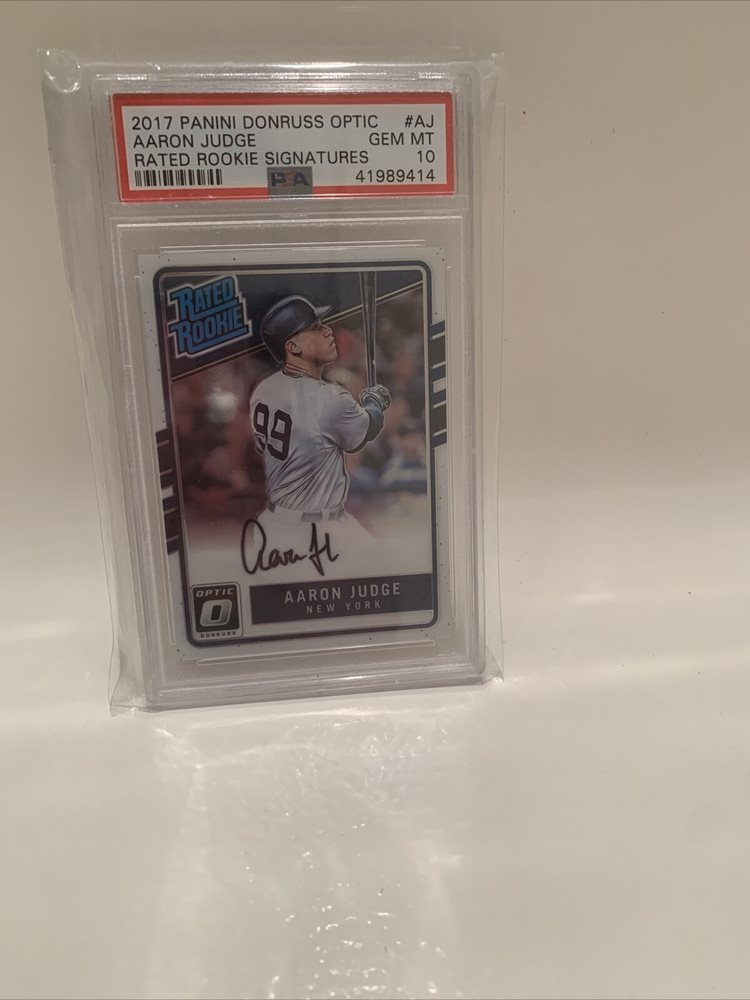 2017 PANINI DONRUSS OPTIC #AJ
AARON JUDGE GEM MT
RATED ROOKIE SIGNATURES 10
PSA 41989414
RATED
ROOKIE
99
Aaron J
OPTIC
O
DONRUSS
AARON JUDGE
NEW YORK